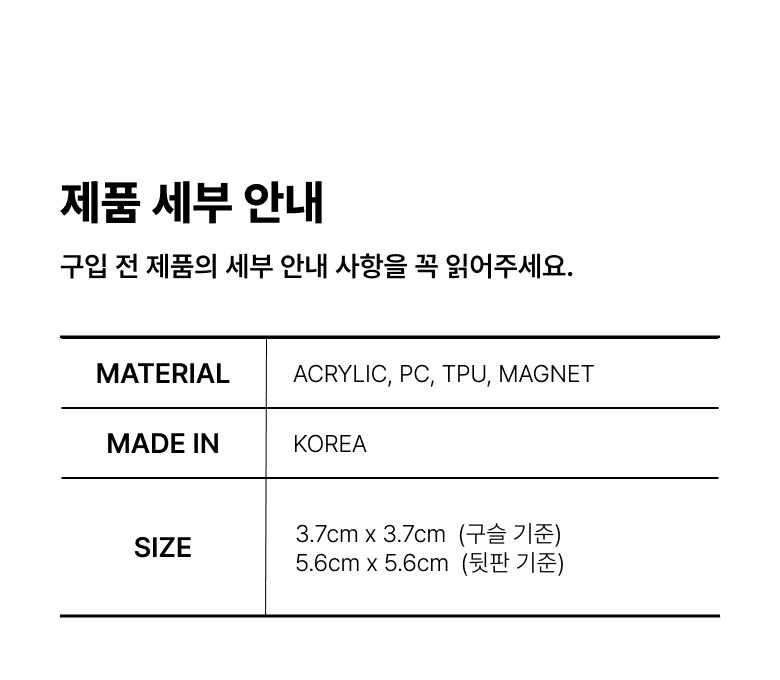 제품 세부 안내
구입 전 제품의 세부 안내 사항을 꼭 읽어주세요.
MATERIAL ACRYLIC, PC, TPU, MAGNET
MADE IN KOREA
SIZE
3.7cm x 3.7cm (구슬 기준)
5.6cm x 5.6cm (뒷판 기준)